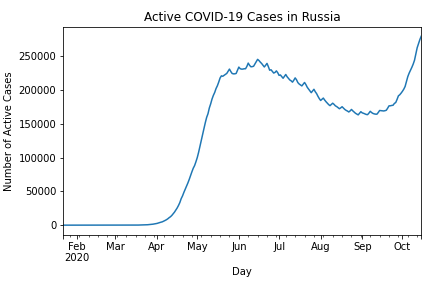 Active COVID-19 Cases in Russia
Number of Active Cases
250000
200000
150000
100000
50000
0
Feb Mar Apr May Jun Jul Aug Sep Oct
2020
Day